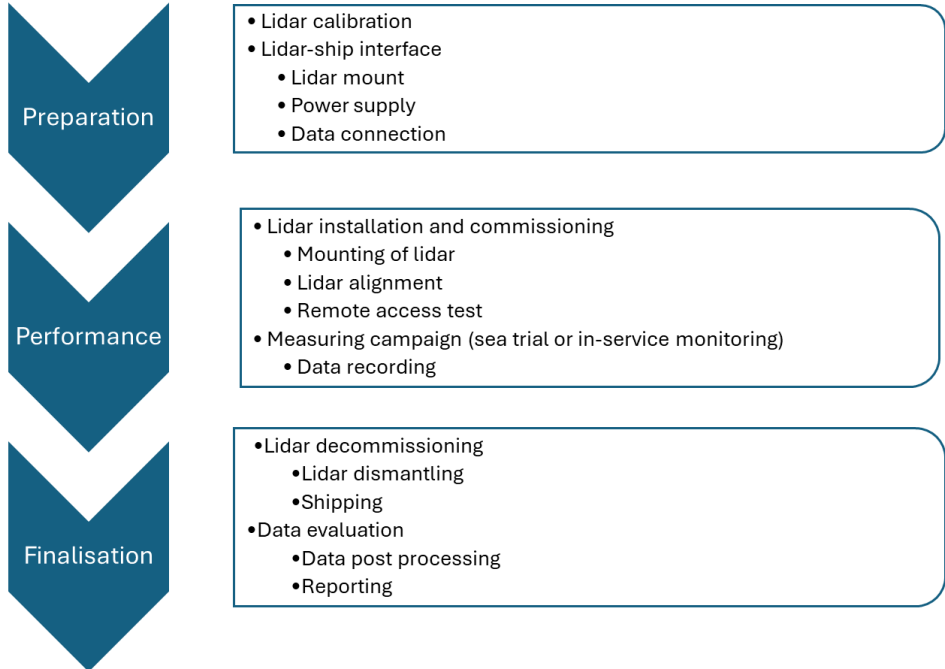 Preparation
• Lidar calibration
• Lidar-ship interface
• Lidar mount
• Power supply
• Data connection
Performance
• Lidar installation and commissioning
• Mounting of lidar
• Lidar alignment
• Remote access test
• Measuring campaign (sea trial or in-service monitoring)
• Data recording
Finalisation
•Lidar decommissioning
•Lidar dismantling
•Shipping
•Data evaluation
•Data post processing
•Reporting